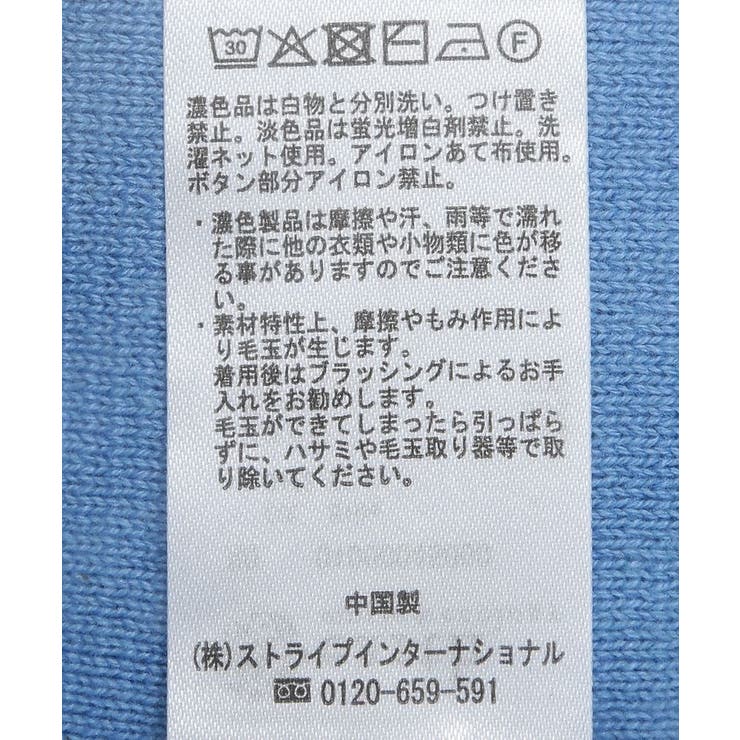 30 F
濃色品は白物と分別洗い。つけ置き
禁止。淡色品は蛍光増白剤禁止。洗
濯ネット使用。アイロンあて布使用。
ボタン部分アイロン禁止。
・濃色製品は摩擦や汗、雨等で濡れ
た際に他の衣類や小物類に色が移
る事がありますのでご注意くださ
い。
・素材特性上、摩擦やもみ作用によ
り毛玉が生じます。
着用後はブラッシングによるお手
入れをお勧めします。
毛玉ができてしまったら引っぱら
ずに、ハサミや毛玉取り器等で取
り除いてください。
中国製
(株)ストライプインターナショナル
0120-659-591